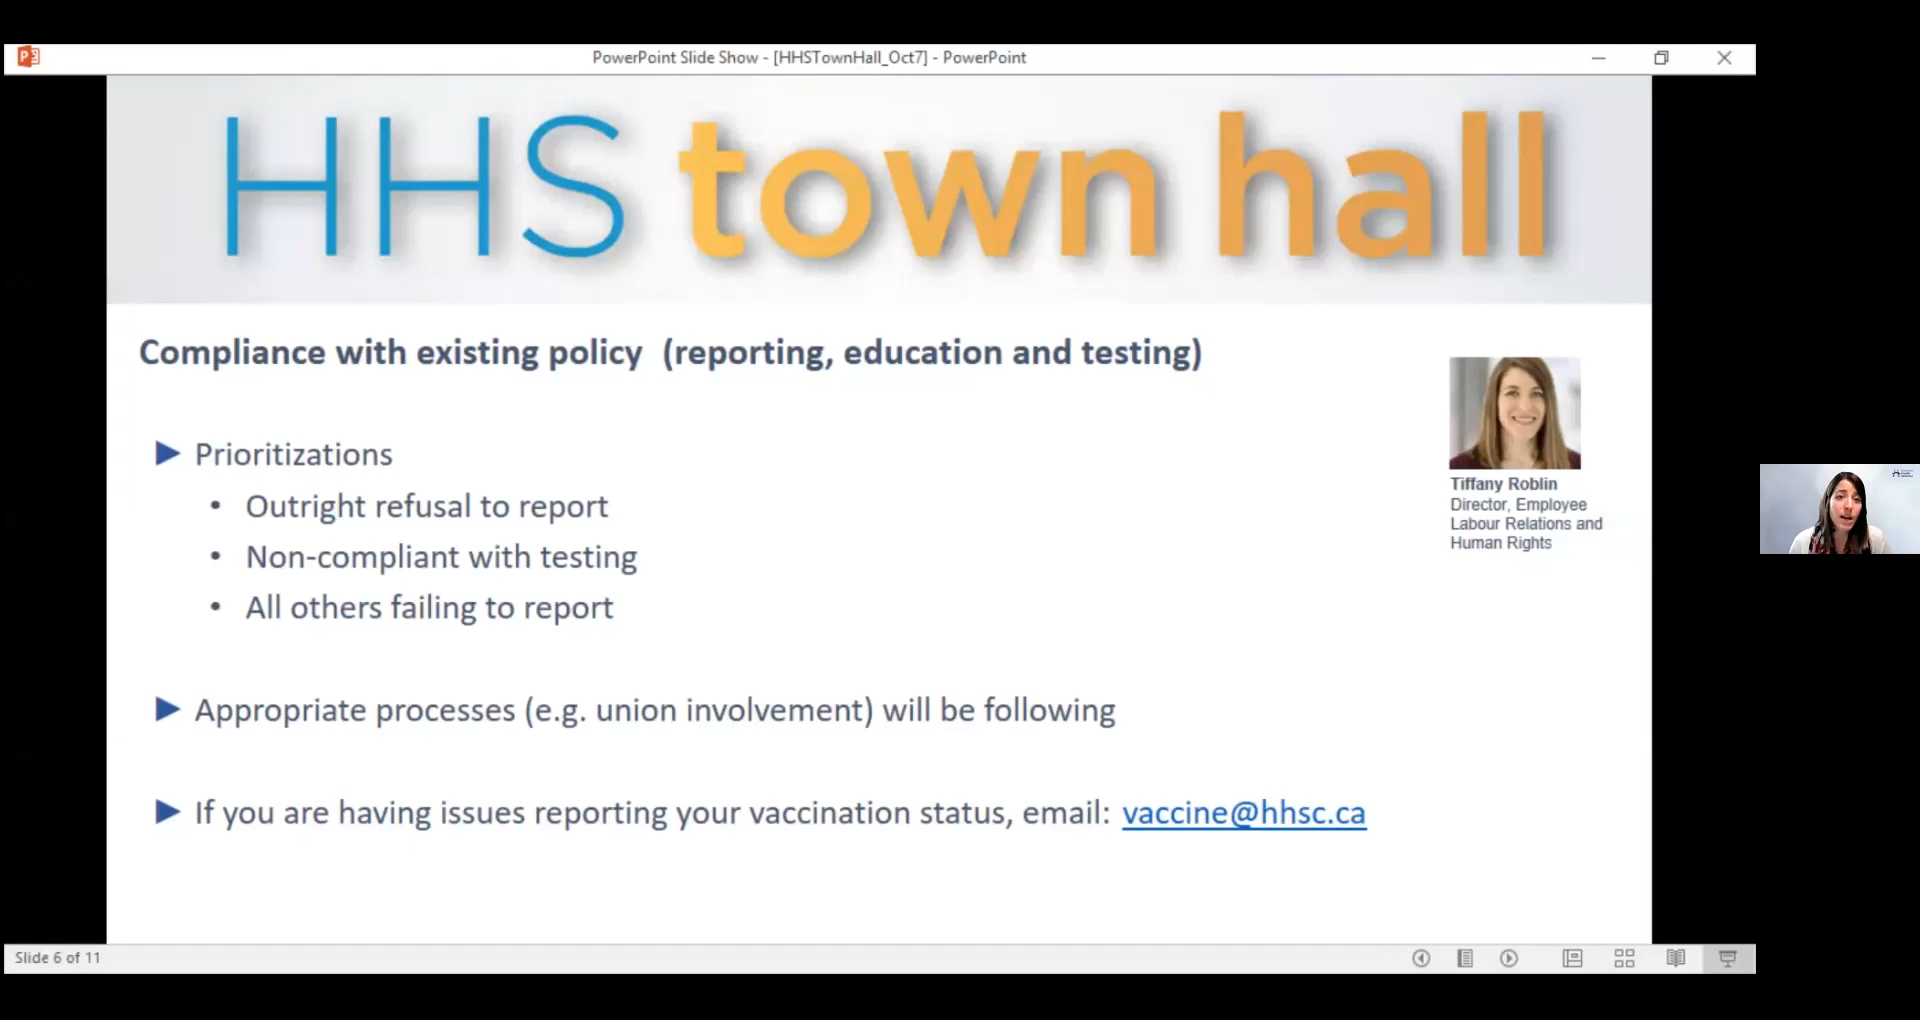 PowerPoint Slide Show - [HHSTownHall_Oct7] - PowerPoint
HHS town hall
Compliance with existing policy  (reporting, education and testing)
Prioritizations
• Outright refusal to report
• Non-compliant with testing
• All others failing to report
Appropriate processes (e.g. union involvement) will be following
If you are having issues reporting your vaccination status, email: vaccine@hhsc.ca
Tiffany Roblin
Director, Employee
Labour Relations and
Human Rights
Slide 6 of 11